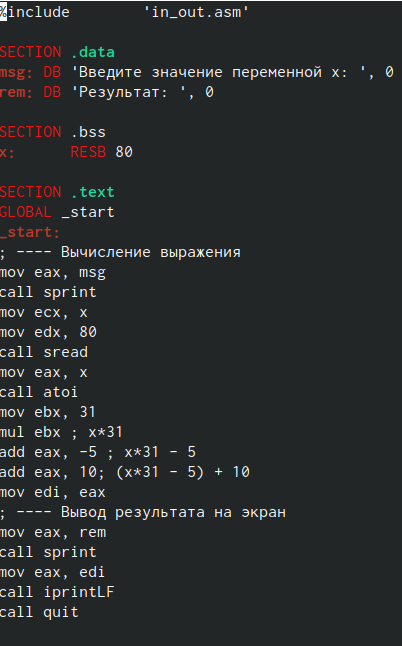 %include        'in_out.asm'
SECTION .data
msg: DB 'Введите значение переменной x: ', 0
rem: DB 'Результат: ', 0
SECTION .bss
x:      RESB 80
SECTION .text
GLOBAL _start
_start:
; ---- Вычисление выражения
mov eax, msg
call sprint
mov ecx, x
mov edx, 80
call sread
mov eax, x
call atoi
mov ebx, 31
mul ebx ; x*31
add eax, -5 ; x*31 - 5
add eax, 10; (x*31 - 5) + 10
mov edi, eax
; ---- Вывод результата на экран
mov eax, rem
call sprint
mov eax, edi
call iprintLF
call quit